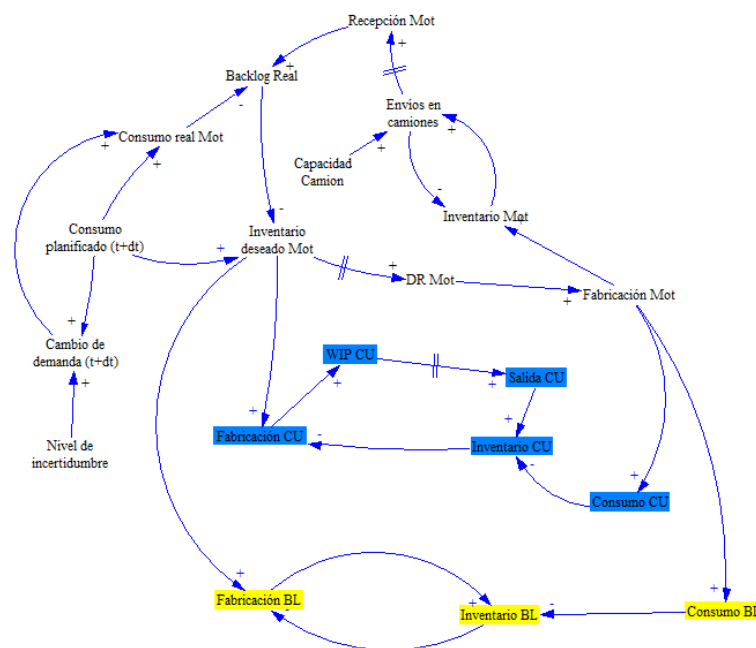 Recepción Mot
Backlog Real
Envios en
camiones
Consumo real Mot
Capacidad
Camion
Inventario Mot
Consumo
planificado (t+dt)
Inventario
deseado Mot
DR Mot
Fabricación Mot
Cambio de
demanda (t+dt)
WIP CU
Salida CU
Fabricación CU
Inventario CU
Nivel de
incertidumbre
Consumo CU
Fabricación BL
Inventario BL
Consumo BL